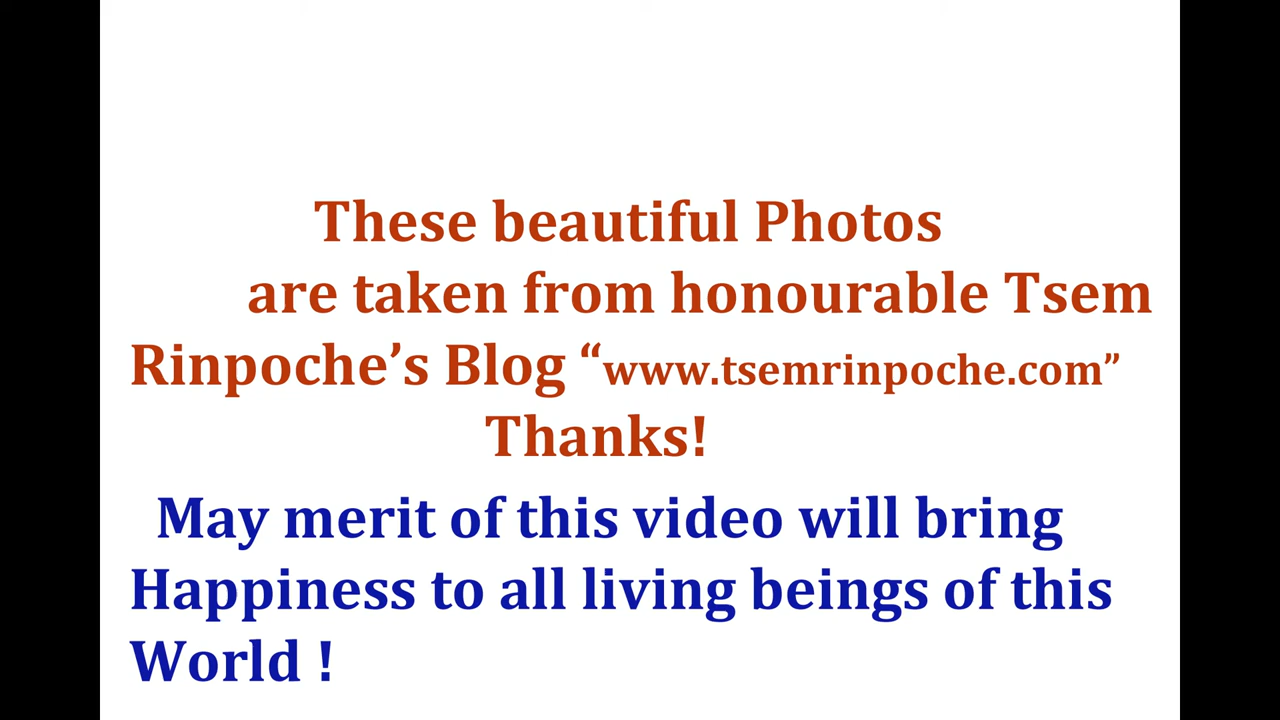 These beautiful Photos
are taken from honourable Tsem
Rinpoche’s Blog “www.tsemrinpoche.com”
Thanks!
May merit of this video will bring
Happiness to all living beings of this
World !